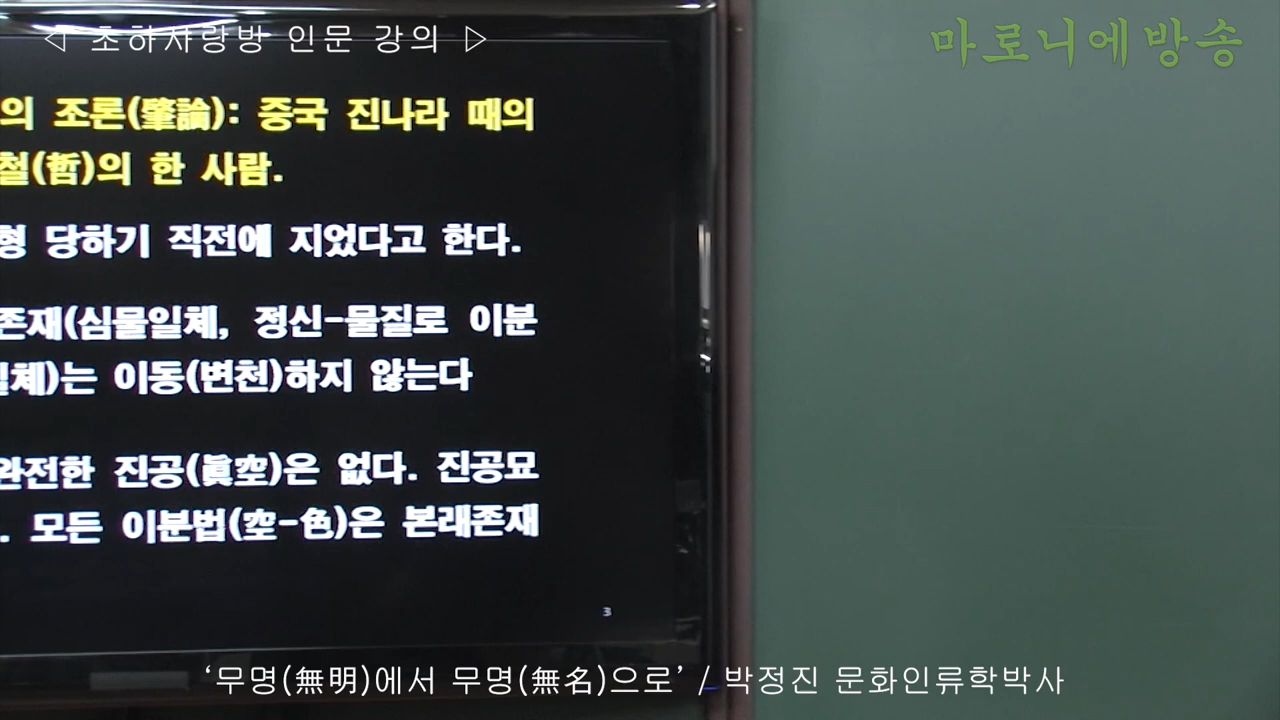 ◁ 초하사랑방 인문 강의 ▷
마로니에방송
의 조론(肇論): 중국 진나라 때의
철(哲)의 한 사람.
형 당하기 직전에 지었다고 한다.
존재(심물일체, 정신-물질로 이분
일체)는 이동(변천)하지 않는다
완전한 진공(眞空)은 없다. 진공묘
. 모든 이분법(空-色)은 본래존재
3
‘무명(無明)에서 무명(無名)으로’ / 박정진 문화인류학박사